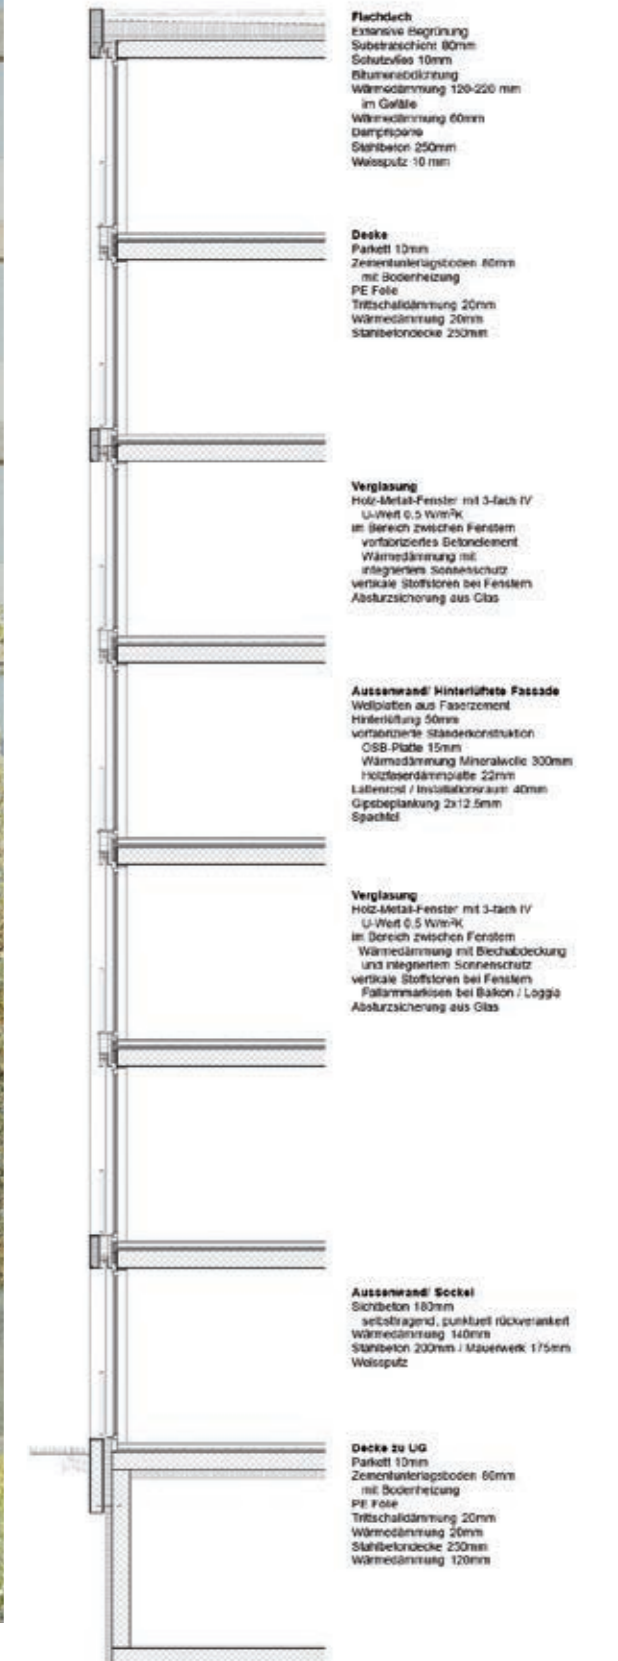 Flachdach
Extensive Begrünung
Substratschicht 80mm
Schutzvlies 10mm
Bitumenabdichtung
Wärmedämmung 120-220 mm
im Gefälle
Wärmedämmung 60mm
Dampfsperre
Stahlbeton 250mm
Weissputz 10 mm
Decke
Parkett 10mm
Zementunterlagsboden 80mm
mit Bodenheizung
PE Folie
Trittschalldämmung 20mm
Wärmedämmung 20mm
Stahlbetondecke 250mm
Verglasung
Holz-Metall-Fenster mit 3-fach IV
U-Wert 0.5 W/m²K
im Bereich zwischen Fenstern
vorfabriziertes Betonelement
Wärmedämmung mit
integriertem Sonnenschutz
vertikale Stoffstoren bei Fenstern
Absturzsicherung aus Glas
Aussenwand/ Hinterlüftete Fassade
Wellplatten aus Faserzement
Hinterlüftung 50mm
vorfabrizierte Ständerkonstruktion
OSB-Platte 15mm
Wärmedämmung Mineralwolle 300mm
Holzfaserdämmplatte 22mm
Lattenrost / Installationsraum 40mm
Gipsbeplankung 2x12.5mm
Spachtel
Verglasung
Holz-Metall-Fenster mit 3-fach IV
U-Wert 0.5 W/m²K
im Bereich zwischen Fenstern
Wärmedämmung mit Blechabdeckung
und integriertem Sonnenschutz
vertikale Stoffstoren bei Fenstern
Fallarmmarkisen bei Balkon / Loggia
Absturzsicherung aus Glas
Aussenwand/ Sockel
Sichtbeton 180mm
selbsttragend, punktuell rückverankert
Wärmedämmung 140mm
Stahlbeton 200mm / Mauerwerk 175mm
Weissputz
Decke zu UG
Parkett 10mm
Zementunterlagsboden 80mm
mit Bodenheizung
PE Folie
Trittschalldämmung 20mm
Wärmedämmung 20mm
Stahlbetondecke 250mm
Wärmedämmung 120mm